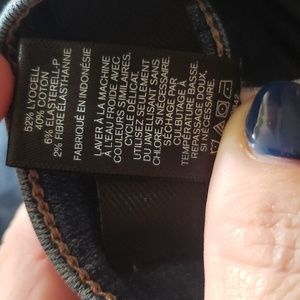 52% LYOCELL
40% COTON
6% ELASTERELL-P
2% FIBRE ÉLASTHANNE
FABRIQUÉ EN INDONÉSIE
LAVER À LA MACHINE
À L'EAU FROIDE AVEC
COULEURS SIMILAIRES.
CYCLE DÉLICAT.
UTILISEZ SEULEMENT
DU JAVELLISANT SANS
CHLORE, SI NÉCESSAIRE.
SÉCHAGE PAR
CULBUTAGE À
TEMPÉRATURE BASSE.
REPASSAGE DOUX,
SI NÉCESSAIRE.